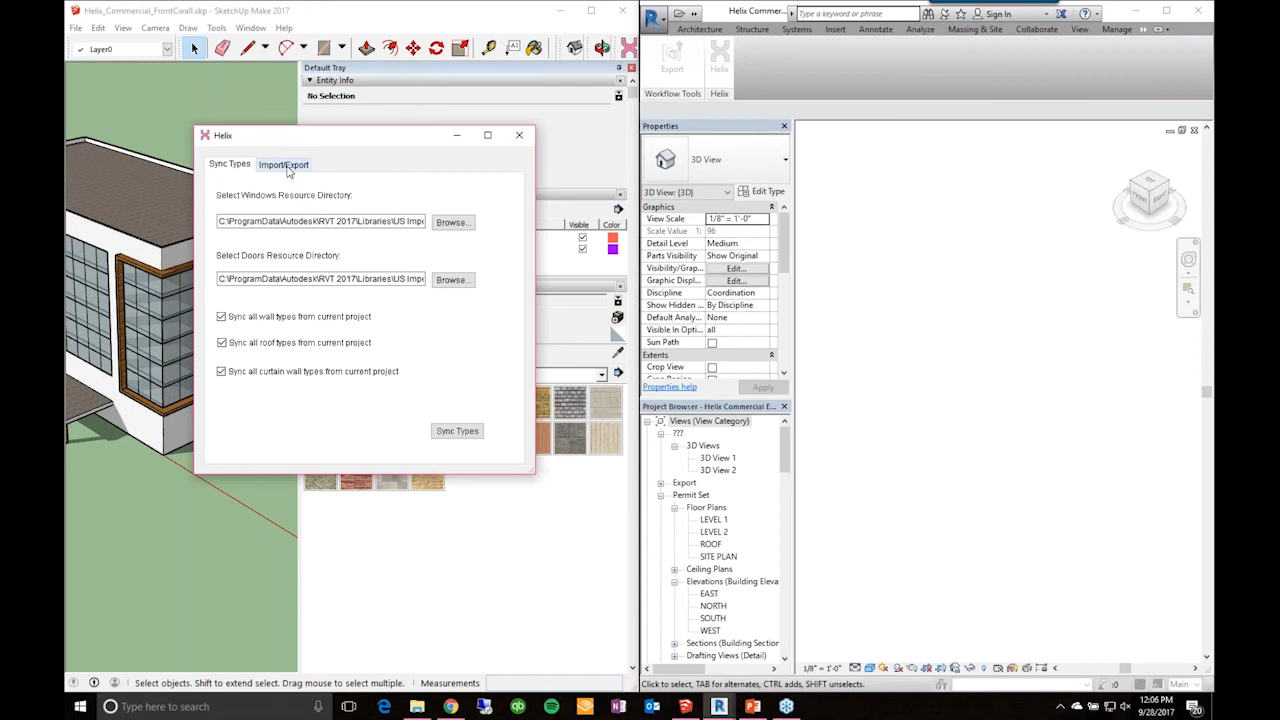 Helix_Commercial_FrontCwall.skp - SketchUp Make 2017
File Edit View Camera Draw Tools Window Help
Layer0
Default Tray
Entity Info
No Selection
Visible Color
Helix
Sync Types Import/Export
Select Windows Resource Directory:
C:\ProgramData\Autodesk\RVT 2017\Libraries\US Impe
Browse...
Select Doors Resource Directory:
C:\ProgramData\Autodesk\RVT 2017\Libraries\US Impe
Browse...
Sync all wall types from current project
Sync all roof types from current project
Sync all curtain wall types from current project
Sync Types
Select objects. Shift to extend select. Drag mouse to select multiple.
Measurements
Helix Commer...
Type a keyword or phrase
Sign In
Architecture Structure Systems Insert Annotate Analyze Massing & Site Collaborate View Manage
Export Helix
Workflow Tools Helix
Properties
3D View
3D View: {3D}
Edit Type
Graphics
View Scale 1/8" = 1'-0"
Scale Value 1: 96
Detail Level Medium
Parts Visibility Show Original
Visibility/Grap... Edit...
Graphic Displ... Edit...
Discipline Coordination
Show Hidden ... By Discipline
Default Analy... None
Visible In Opti... all
Sun Path
Extents
Crop View
Crop Region
Properties help
Apply
Project Browser - Helix Commercial E...
Views (View Category)
???
3D Views
3D View 1
3D View 2
Export
Permit Set
Floor Plans
LEVEL 1
LEVEL 2
ROOF
SITE PLAN
Ceiling Plans
Elevations (Building Eleva
EAST
NORTH
SOUTH
WEST
Sections (Building Section
Drafting Views (Detail)
TOP
FRONT
RIGHT
1/8" = 1'-0"
Click to select, TAB for alternates, CTRL adds, SHIFT unselects.
:0
Main
Type here to search
12:06 PM
9/28/2017
20